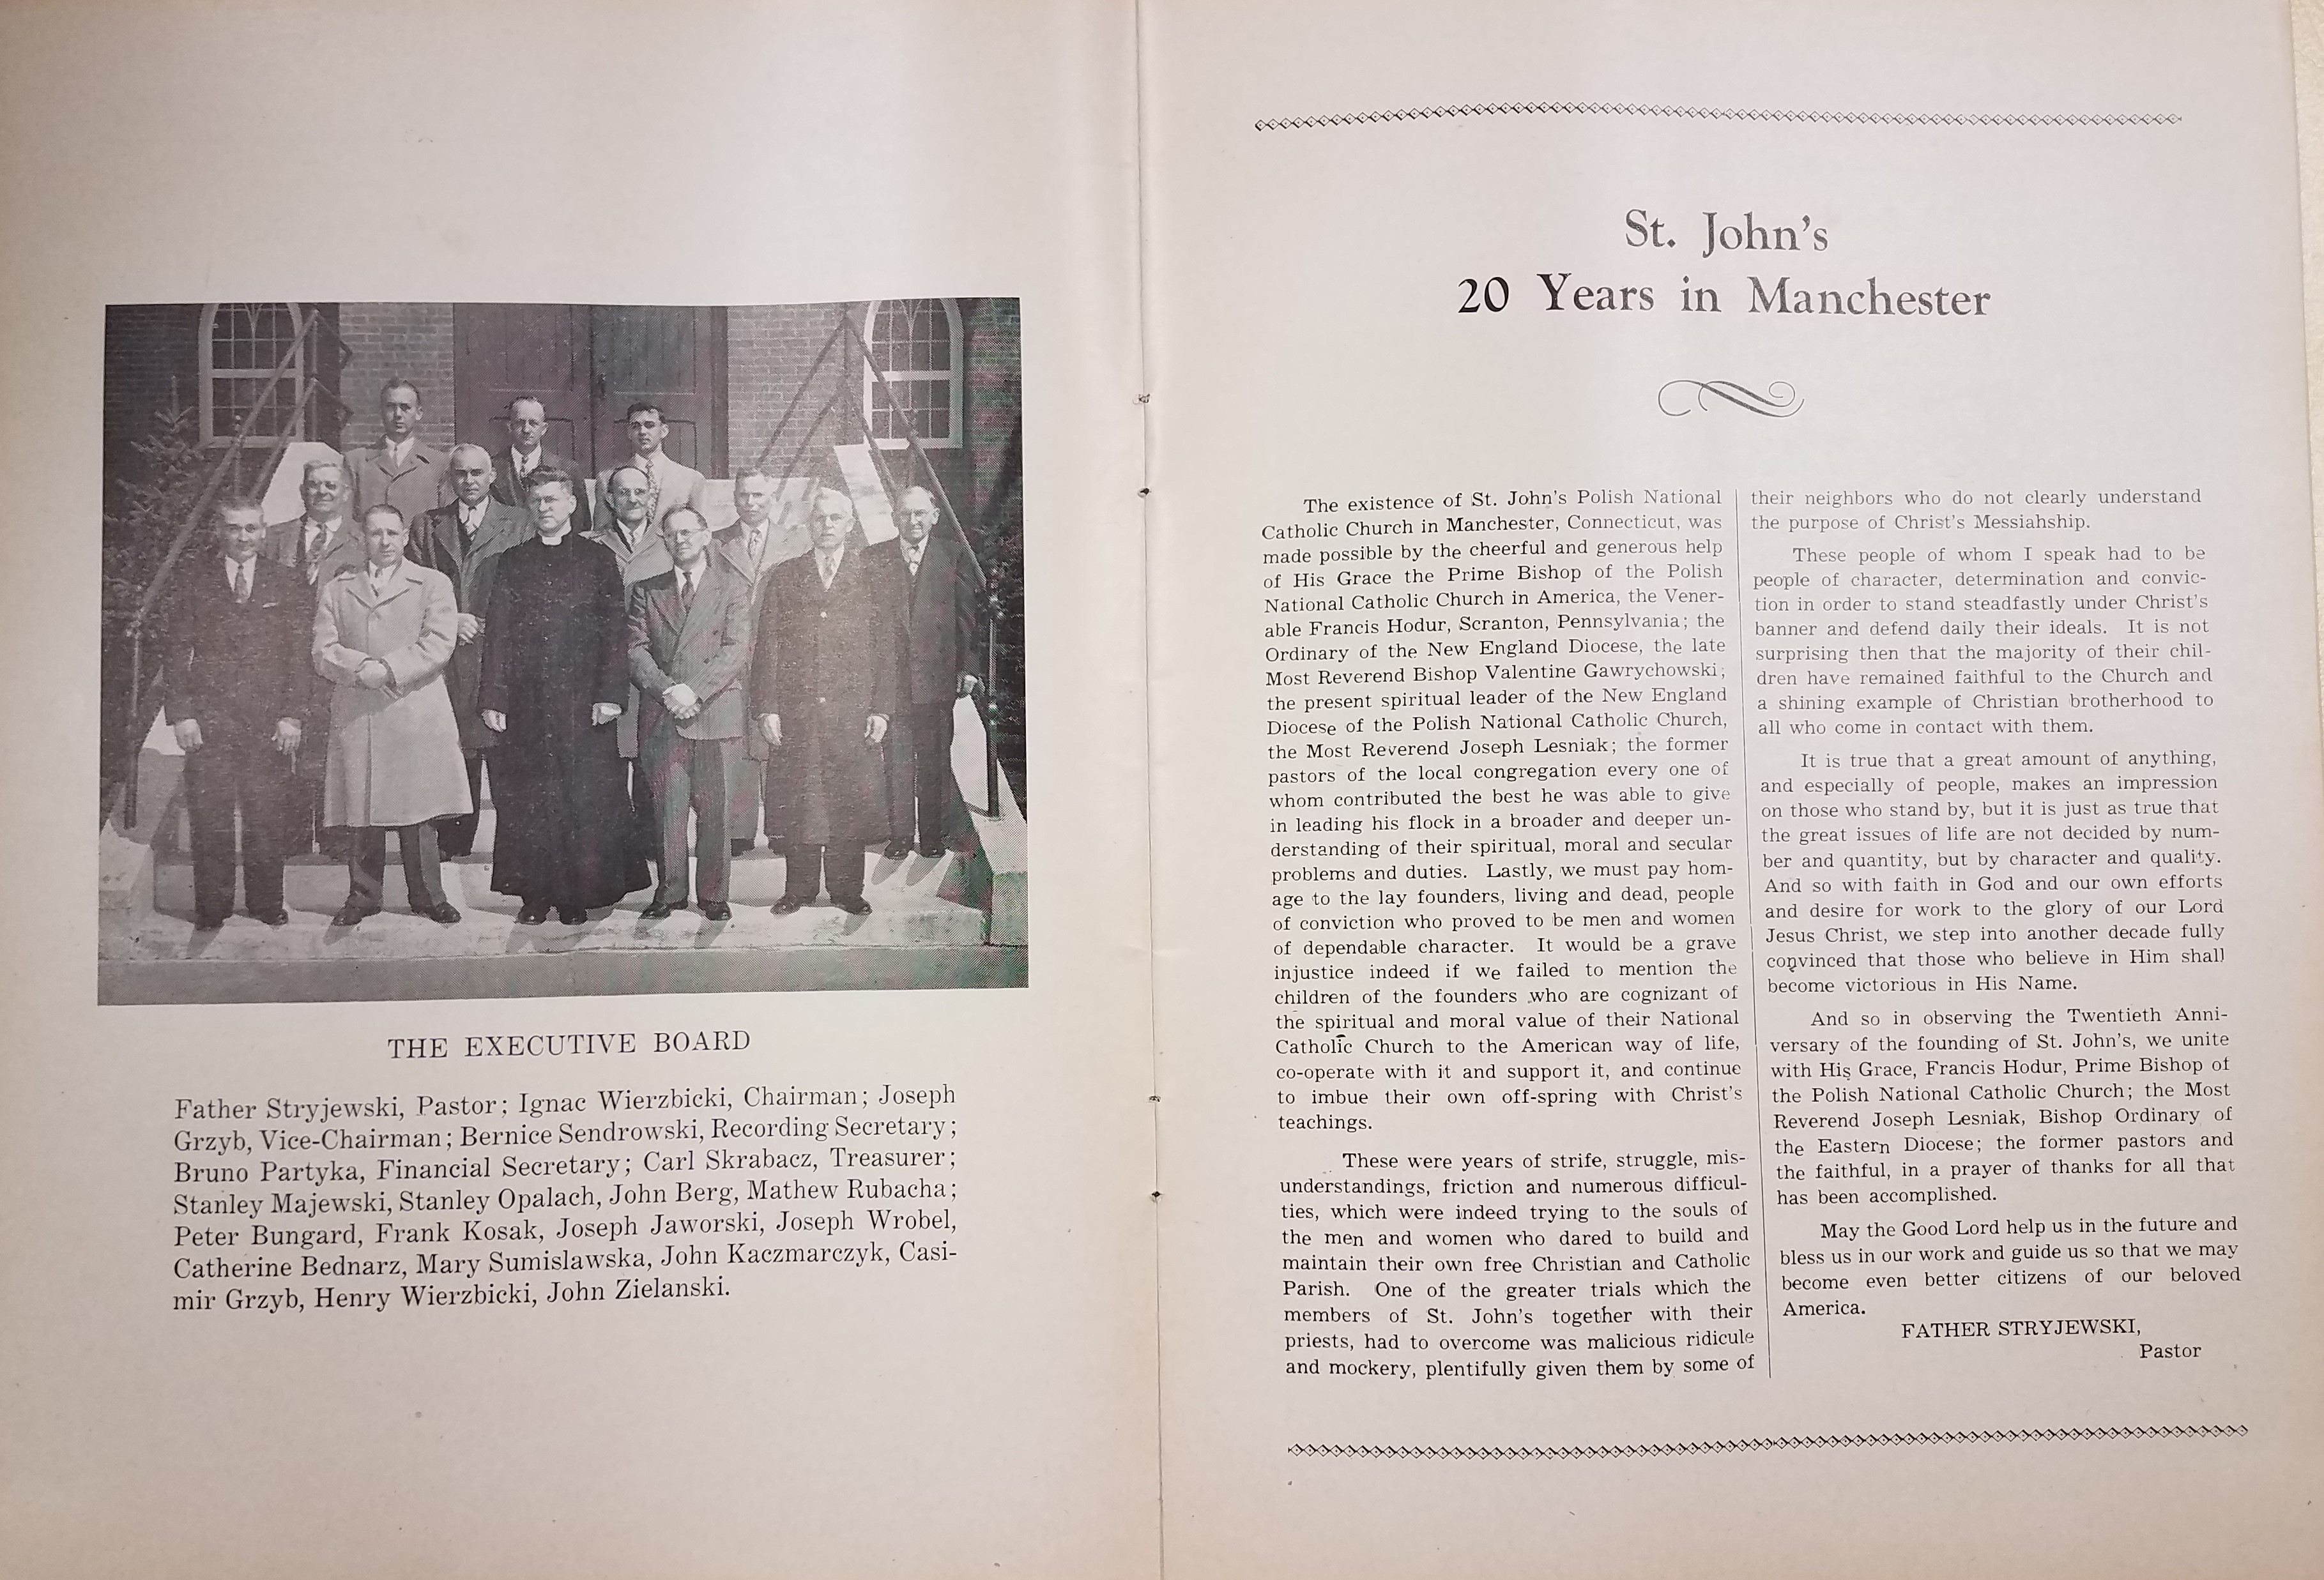 THE EXECUTIVE BOARD
Father Stryjewski, Pastor; Ignac Wierzbicki, Chairman; Joseph
Grzyb, Vice-Chairman; Bernice Sendrowski, Recording Secretary;
Bruno Partyka, Financial Secretary; Carl Skrabacz, Treasurer;
Stanley Majewski, Stanley Opalach, John Berg, Mathew Rubacha;
Peter Bungard, Frank Kosak, Joseph Jaworski, Joseph Wrobel,
Catherine Bednarz, Mary Sumislawska, John Kaczmarczyk, Casi-
mir Grzyb, Henry Wierzbicki, John Zielanski.
St. John's
20 Years in Manchester
The existence of St. John's Polish National
Catholic Church in Manchester, Connecticut, was
made possible by the cheerful and generous help
of His Grace the Prime Bishop of the Polish
National Catholic Church in America, the Vener-
able Francis Hodur, Scranton, Pennsylvania; the
Ordinary of the New England Diocese, the late
Most Reverend Bishop Valentine Gawrychowski;
the present spiritual leader of the New England
Diocese of the Polish National Catholic Church,
the Most Reverend Joseph Lesniak; the former
pastors of the local congregation every one of
whom contributed the best he was able to give
in leading his flock in a broader and deeper un-
derstanding of their spiritual, moral and secular
problems and duties. Lastly, we must pay hom-
age to the lay founders, living and dead, people
of conviction who proved to be men and women
of dependable character. It would be a grave
injustice indeed if we failed to mention the
children of the founders who are cognizant of
the spiritual and moral value of their National
Catholic Church to the American way of life,
co-operate with it and support it, and continue
to imbue their own off-spring with Christ's
teachings.
These were years of strife, struggle, mis-
understandings, friction and numerous difficul-
ties, which were indeed trying to the souls of
the men and women who dared to build and
maintain their own free Christian and Catholic
Parish. One of the greater trials which the
members of St. John's together with their
priests, had to overcome was malicious ridicule
and mockery, plentifully given them by some of
their neighbors who do not clearly understand
the purpose of Christ's Messiahship.
These people of whom I speak had to be
people of character, determination and convic-
tion in order to stand steadfastly under Christ's
banner and defend daily their ideals. It is not
surprising then that the majority of their chil-
dren have remained faithful to the Church and
a shining example of Christian brotherhood to
all who come in contact with them.
It is true that a great amount of anything,
and especially of people, makes an impression
on those who stand by, but it is just as true that
the great issues of life are not decided by num-
ber and quantity, but by character and quality.
And so with faith in God and our own efforts
and desire for work to the glory of our Lord
Jesus Christ, we step into another decade fully
convinced that those who believe in Him shall
become victorious in His Name.
And so in observing the Twentieth Anni-
versary of the founding of St. John's, we unite
with His Grace, Francis Hodur, Prime Bishop of
the Polish National Catholic Church; the Most
Reverend Joseph Lesniak, Bishop Ordinary of
the Eastern Diocese; the former pastors and
the faithful, in a prayer of thanks for all that
has been accomplished.
May the Good Lord help us in the future and
bless us in our work and guide us so that we may
become even better citizens of our beloved
America.
FATHER STRYJEWSKI,
Pastor